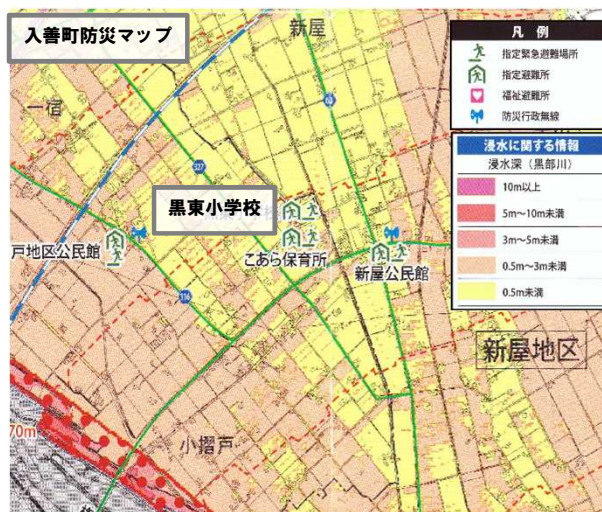 入善町防災マップ
新屋
一宿
63
327
黒東小学校
戸地区公民館
こあら保育所
新屋公民館
116
新屋地区
小摺戸
70m
凡 例
指定緊急避難場所
指定避難所
福祉避難所
防災行政無線
浸水に関する情報
浸水深（黒部川）
10m以上
5m～10m未満
3m～5m未満
0.5m～3m未満
0.5m未満